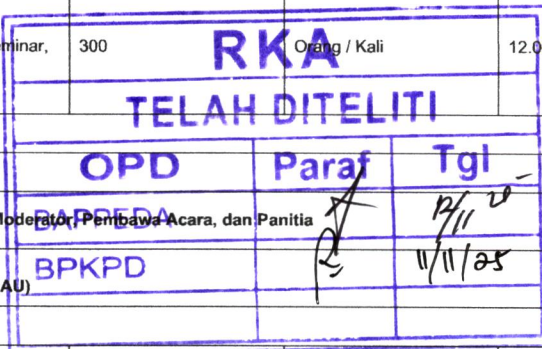 minar, 300 Orang / Kali 12.0
RKA
TELAH DITELITI
OPD Paraf Tgl
BAPPEDA
Moderator, Pembawa Acara, dan Panitia
BPKPD 11/11/25
AU)